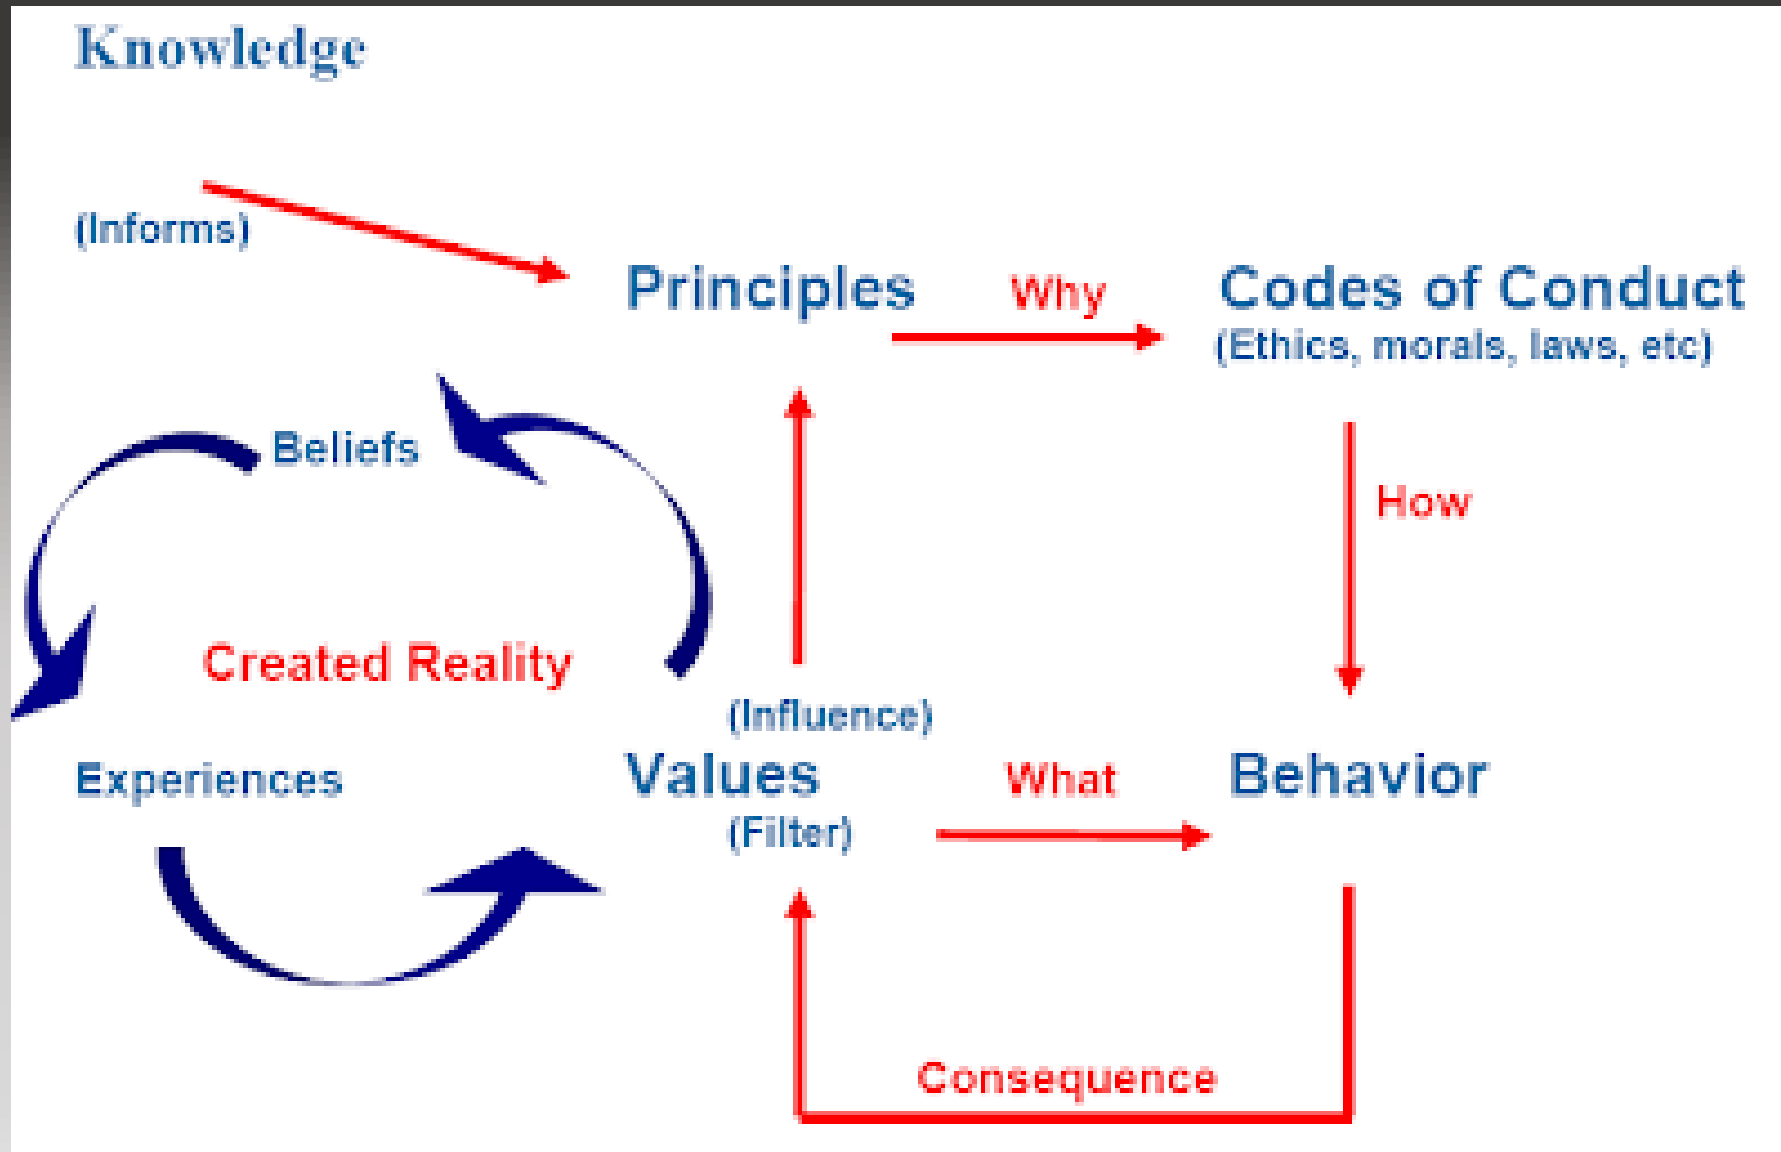 Knowledge
(Informs)
Principles
Why
Codes of Conduct
(Ethics, morals, laws, etc)
Beliefs
How
Created Reality
(Influence)
Experiences
Values
What
Behavior
(Filter)
Consequence